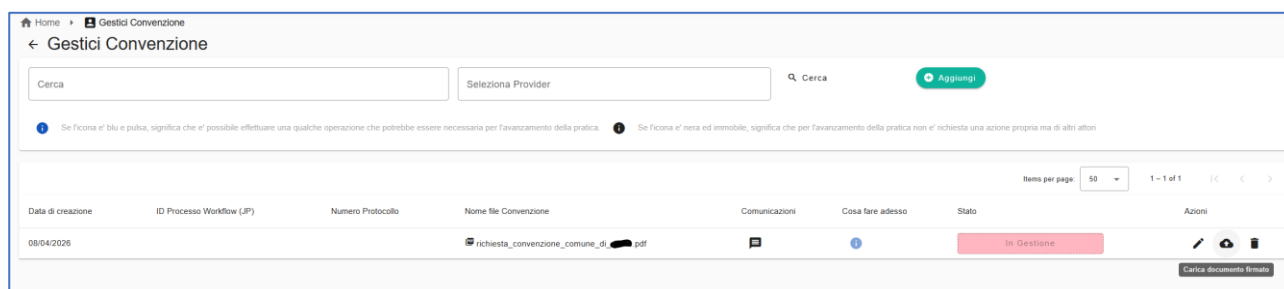 Home Gestici Convenzione
← Gestici Convenzione
Cerca Seleziona Provider Cerca Aggiungi
Se l'icona e' blu e pulsa, significa che e' possibile effettuare una qualche operazione che potrebbe essere necessaria per l'avanzamento della pratica. Se l'icona e' nera ed immobile, significa che per l'avanzamento della pratica non e' richiesta una azione propria ma di altri attori
Items per page: 50 1 – 1 of 1
Data di creazione ID Processo Workflow (JP) Numero Protocollo Nome file Convenzione Comunicazioni Cosa fare adesso Stato Azioni
08/04/2026 richiesta_convenzione_comune_di_ .pdf In Gestione
Carica documento firmato